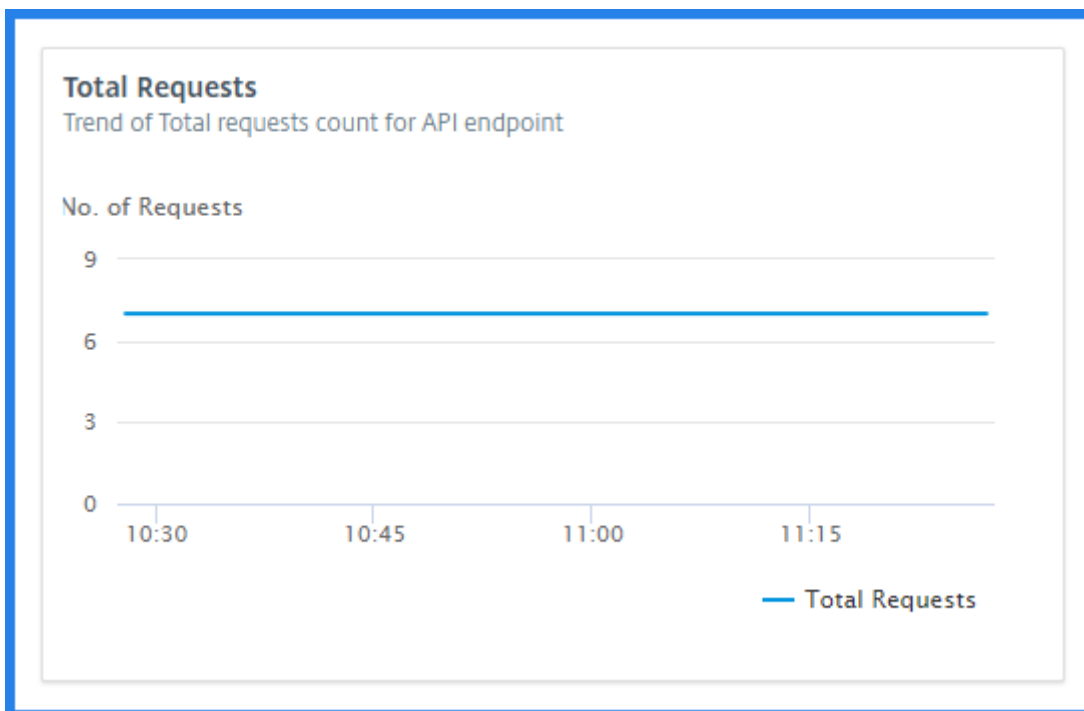 Total Requests
Trend of Total requests count for API endpoint
No. of Requests
9
6
3
0
10:30 10:45 11:00 11:15
Total Requests